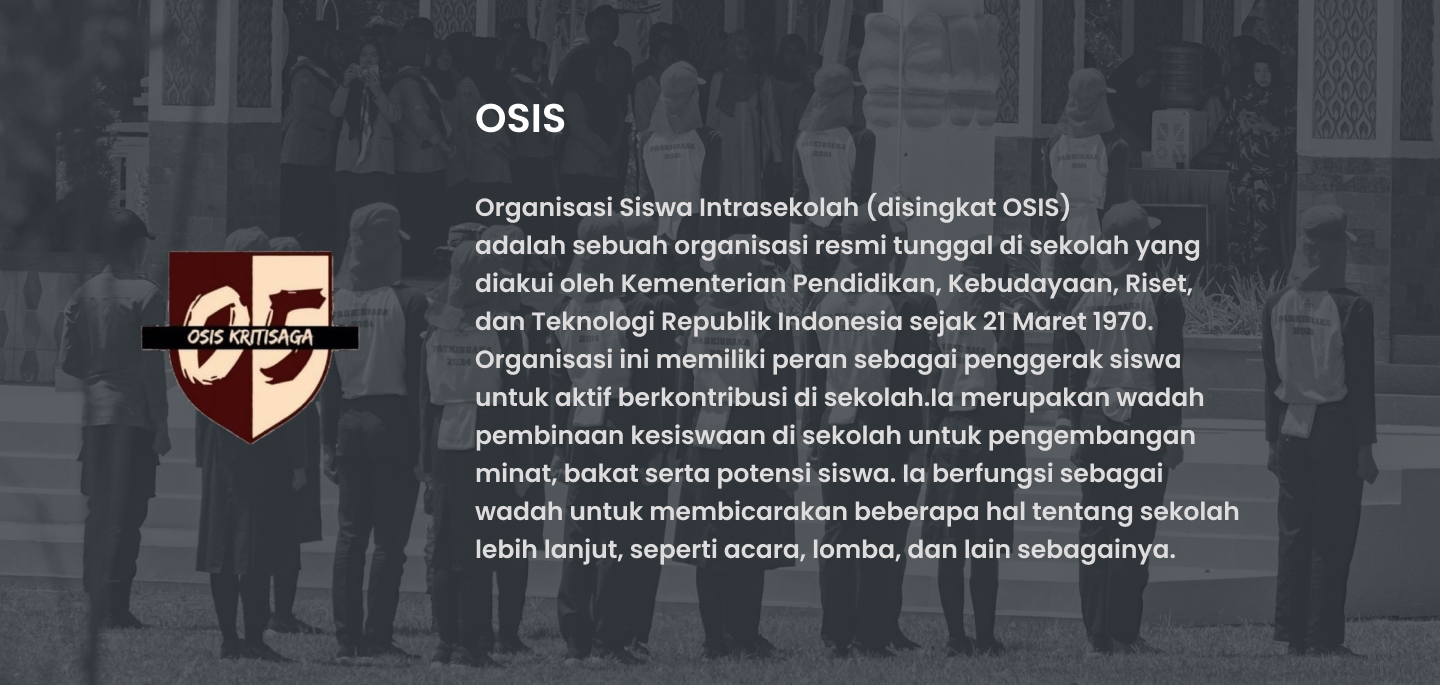 OSIS
Organisasi Siswa Intrasekolah (disingkat OSIS)
adalah sebuah organisasi resmi tunggal di sekolah yang
diakui oleh Kementerian Pendidikan, Kebudayaan, Riset,
dan Teknologi Republik Indonesia sejak 21 Maret 1970.
Organisasi ini memiliki peran sebagai penggerak siswa
untuk aktif berkontribusi di sekolah.Ia merupakan wadah
pembinaan kesiswaan di sekolah untuk pengembangan
minat, bakat serta potensi siswa. Ia berfungsi sebagai
wadah untuk membicarakan beberapa hal tentang sekolah
lebih lanjut, seperti acara, lomba, dan lain sebagainya.
05
OSIS KRITISAGA